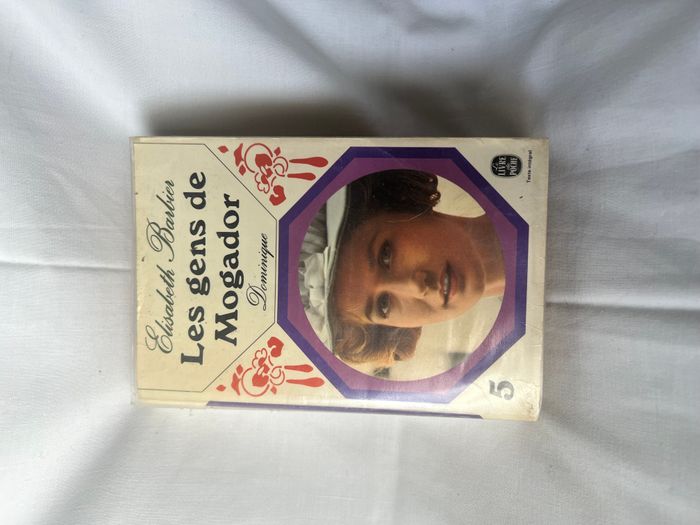 Elisabeth Barbier
Les gens de
Mogador
Dominique
Le
LIVRE
de
POCHE
Texte intégral
5